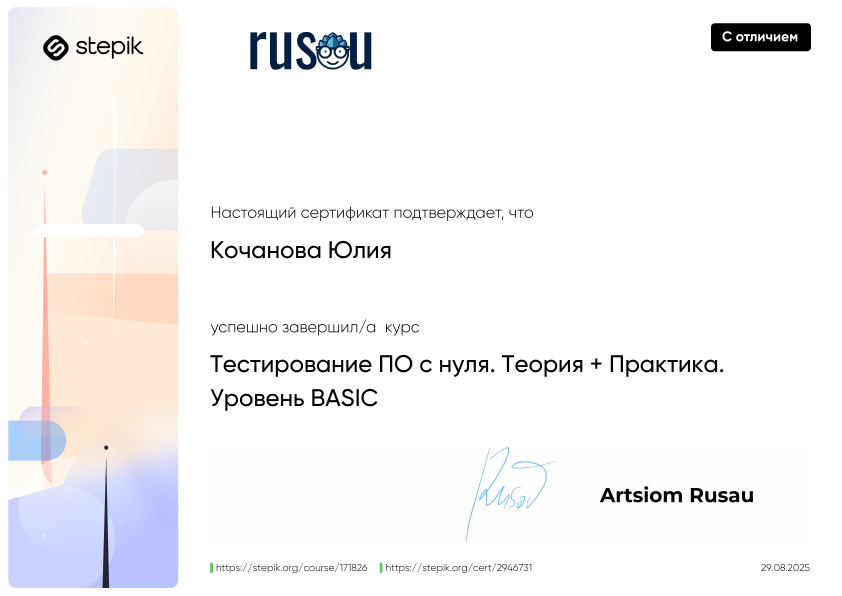 stepik
rusau
С отличием
Настоящий сертификат подтверждает, что
Кочанова Юлия
успешно завершил/а курс
Тестирование ПО с нуля. Теория + Практика.
Уровень BASIC
Rusau
Artsiom Rusau
https://stepik.org/course/171826 https://stepik.org/cert/2946731 29.08.2025